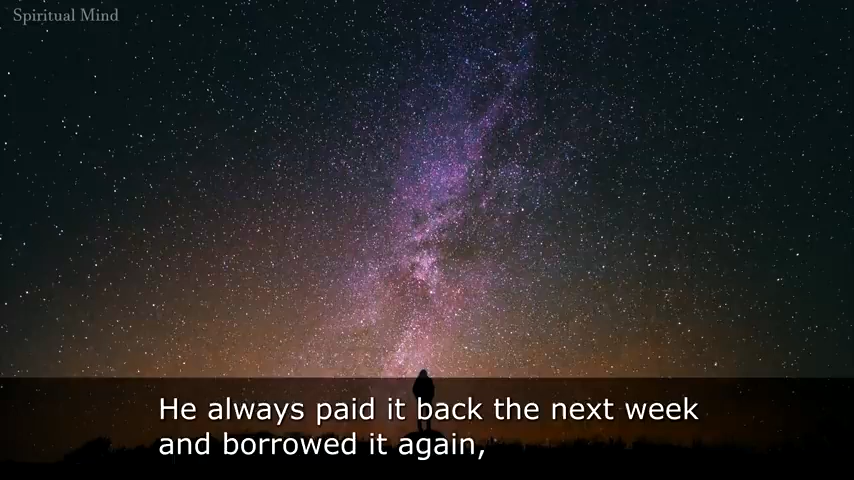 Spiritual Mind
He always paid it back the next week
and borrowed it again,